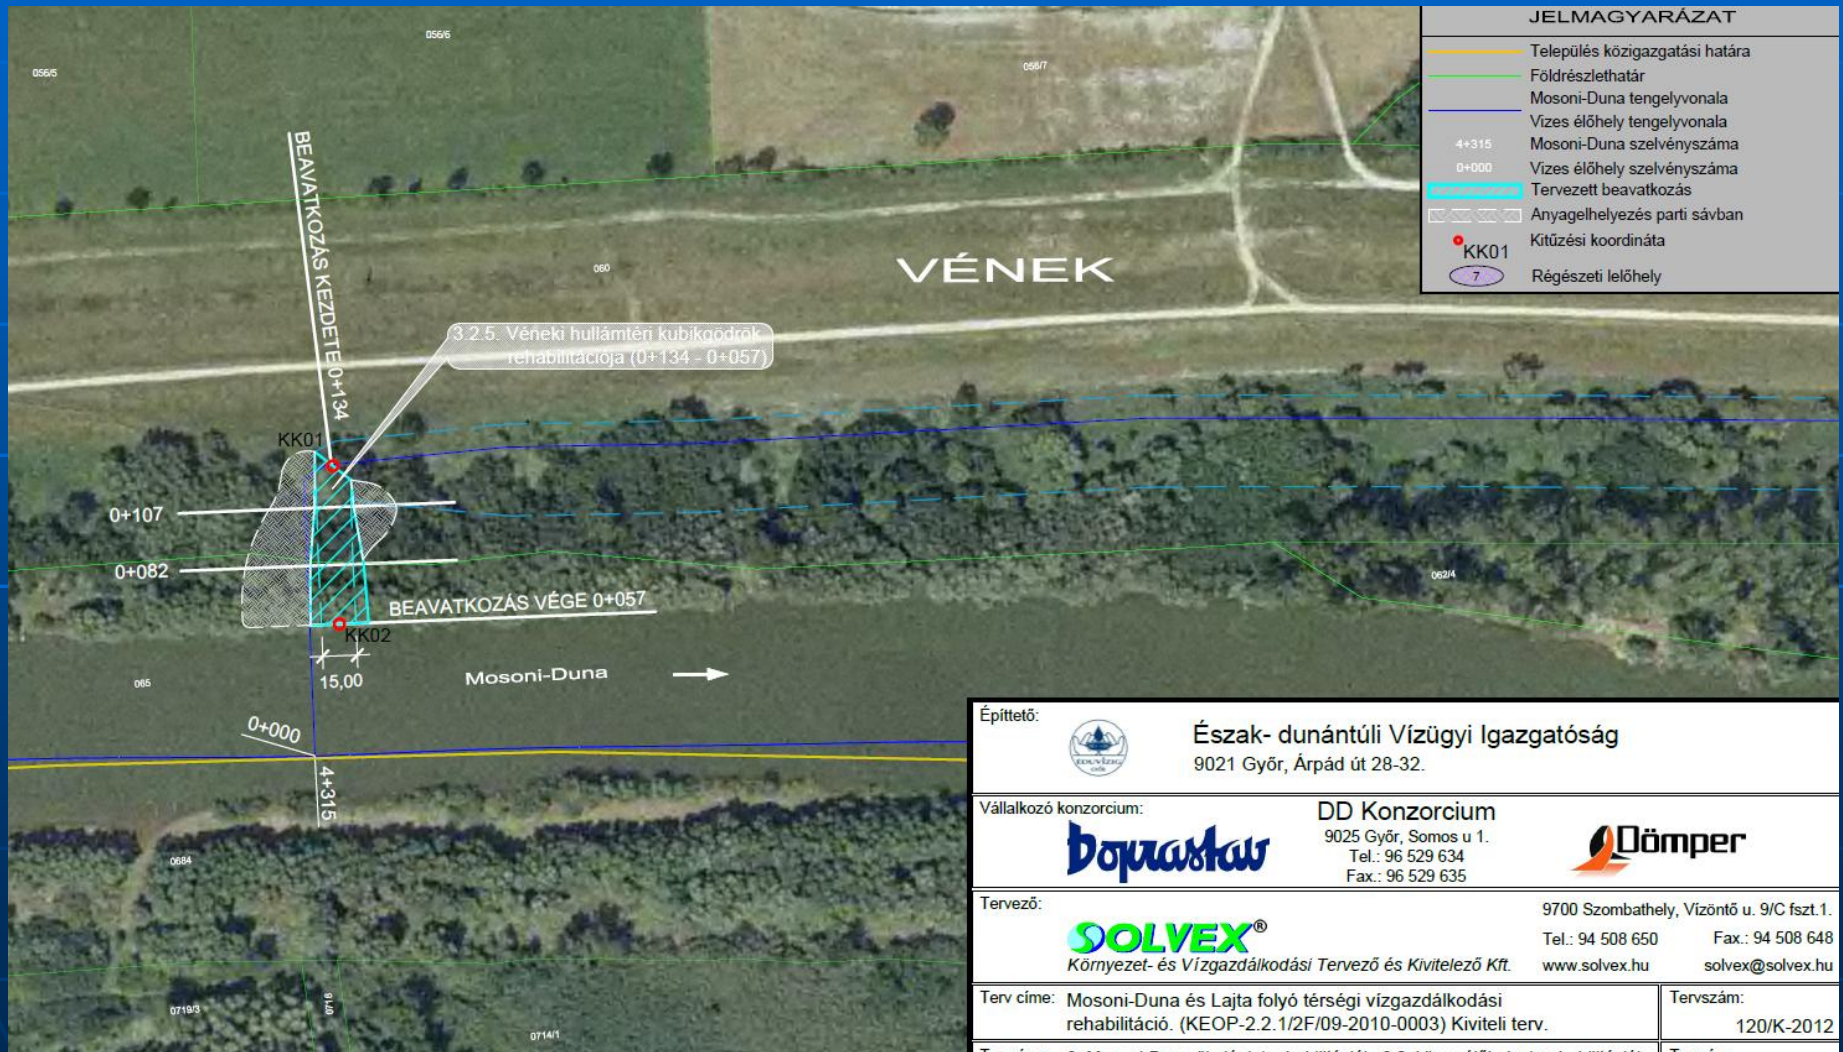 056/5
056/6
056/7
BEAVATKOZÁS KEZDETE 0+134
060
VÉNEK
3.2.5. Véneki hullámtéri kubikgödrök
rehabilitációja (0+134 - 0+057)
KK01
0+107
0+082
BEAVATKOZÁS VÉGE 0+057
KK02
15,00
Mosoni-Duna
065
062/4
0+000
4+315
0684
0719/3
0718
0714/1
JELMAGYARÁZAT
Település közigazgatási határa
Földrészlethatár
Mosoni-Duna tengelyvonala
Vizes élőhely tengelyvonala
4+315 Mosoni-Duna szelvényszáma
0+000 Vizes élőhely szelvényszáma
Tervezett beavatkozás
Anyagelhelyezés parti sávban
KK01 Kitűzési koordináta
7 Régészeti lelőhely
Építtető:
ÉDUVÍZIG
Észak- dunántúli Vízügyi Igazgatóság
9021 Győr, Árpád út 28-32.
Vállalkozó konzorcium:
Doprastav
DD Konzorcium
9025 Győr, Somos u 1.
Tel.: 96 529 634
Fax.: 96 529 635
Dömper
Tervező:
SOLVEX®
Környezet- és Vízgazdálkodási Tervező és Kivitelező Kft.
9700 Szombathely, Vízöntő u. 9/C fszt.1.
Tel.: 94 508 650 Fax.: 94 508 648
www.solvex.hu solvex@solvex.hu
Terv címe: Mosoni-Duna és Lajta folyó térségi vízgazdálkodási
rehabilitáció. (KEOP-2.2.1/2F/09-2010-0003) Kiviteli terv.
Tervszám:
120/K-2012